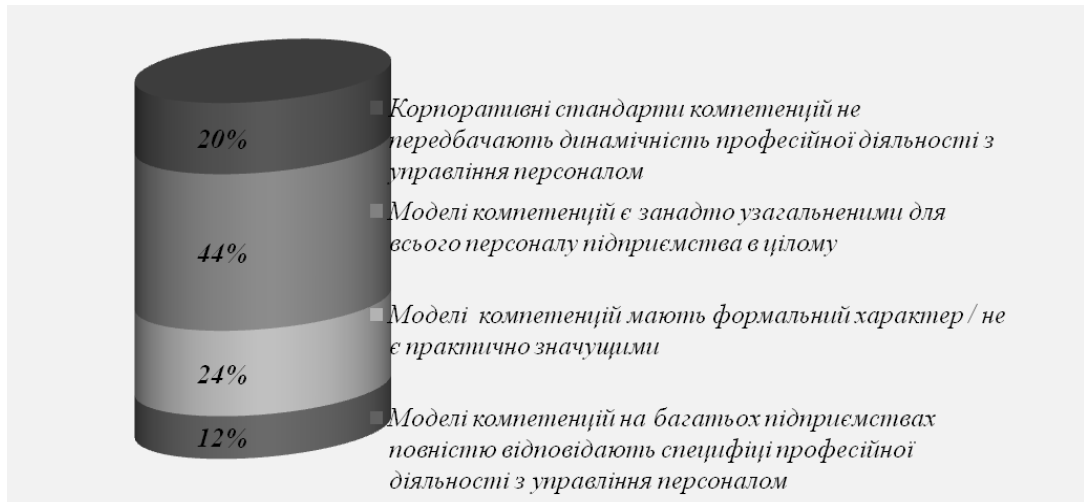 20%
44%
24%
12%
Корпоративні стандарти компетенцій не
передбачають динамічність професійної діяльності з
управління персоналом
Моделі компетенцій є занадто узагальненими для
всього персоналу підприємства в цілому
Моделі компетенцій мають формальний характер / не
є практично значущими
Моделі компетенцій на багатьох підприємствах
повністю відповідають специфіці професійної
діяльності з управління персоналом